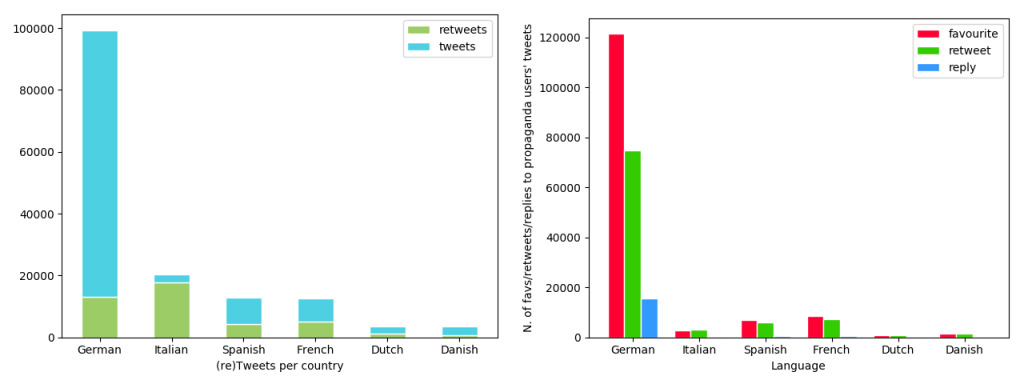 100000
80000
60000
40000
20000
0
retweets
tweets
German Italian Spanish French Dutch Danish
(re)Tweets per country
N. of favs/retweets/replies to propaganda users' tweets
120000
100000
80000
60000
40000
20000
0
favourite
retweet
reply
German Italian Spanish French Dutch Danish
Language